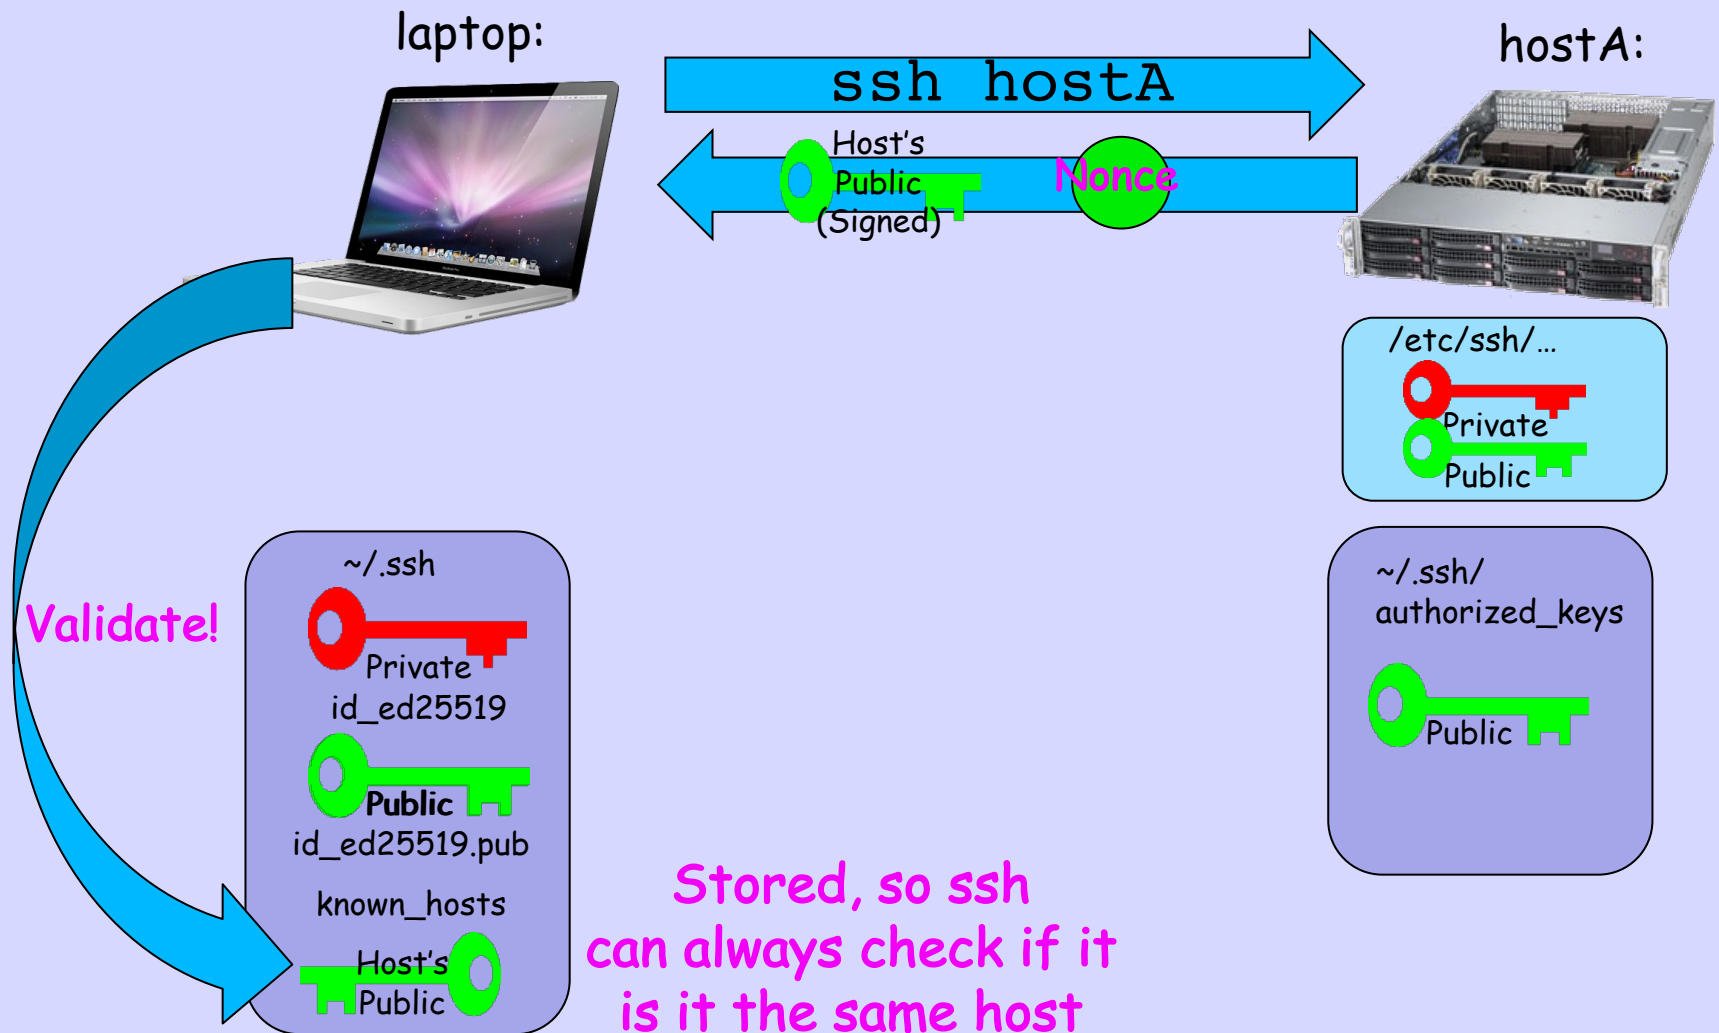 laptop:
hostA:
ssh hostA
Host's
Public
(Signed)
Nonce
/etc/ssh/…
Private
Public
~/.ssh
Private
id_ed25519
Public
id_ed25519.pub
known_hosts
Host's
Public
Validate!
~/.ssh/
authorized_keys
Public
Stored, so ssh
can always check if it
is it the same host